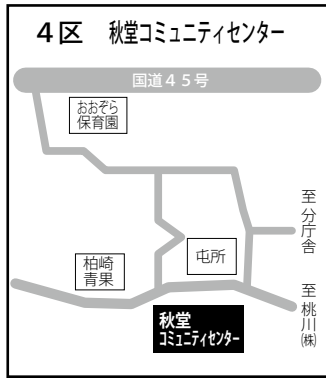 4区 秋堂コミュニティセンター
国道45号
おおぞら
保育園
至分庁舎
屯所
柏崎
青果
至桃川㈱
秋堂
コミュニティセンター